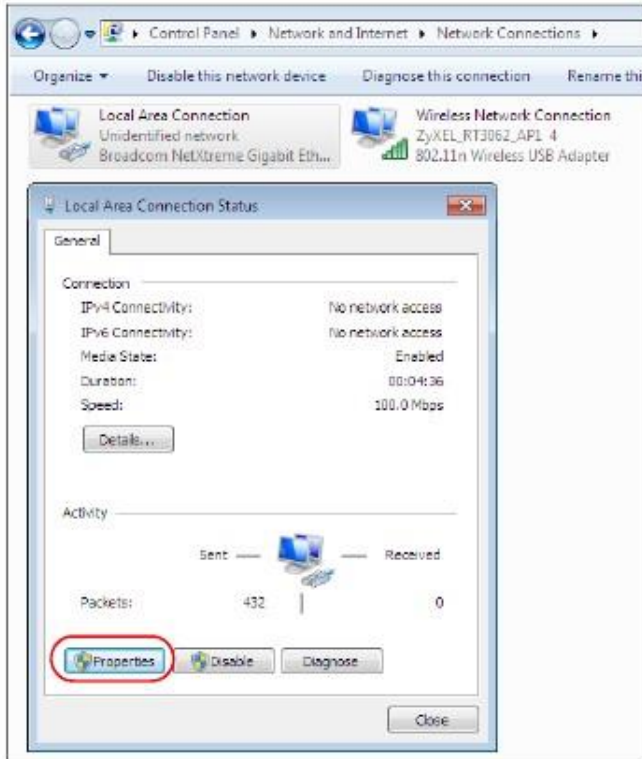 Control Panel Network and Internet Network Connections
Organize Disable this network device Diagnose this connection Rename thi
Local Area Connection
Unidentified network
Broadcom NetXtreme Gigabit Eth...
Wireless Network Connection
ZyXEL_RT3062_AP1 4
802.11n Wireless USB Adapter
Local Area Connection Status
General
Connection
IPv4 Connectivity: No network access
IPv6 Connectivity: No network access
Media State: Enabled
Duration: 00:04:36
Speed: 100.0 Mbps
Details...
Activity
Sent Received
Packets: 432 0
Properties Disable Diagnose
Close